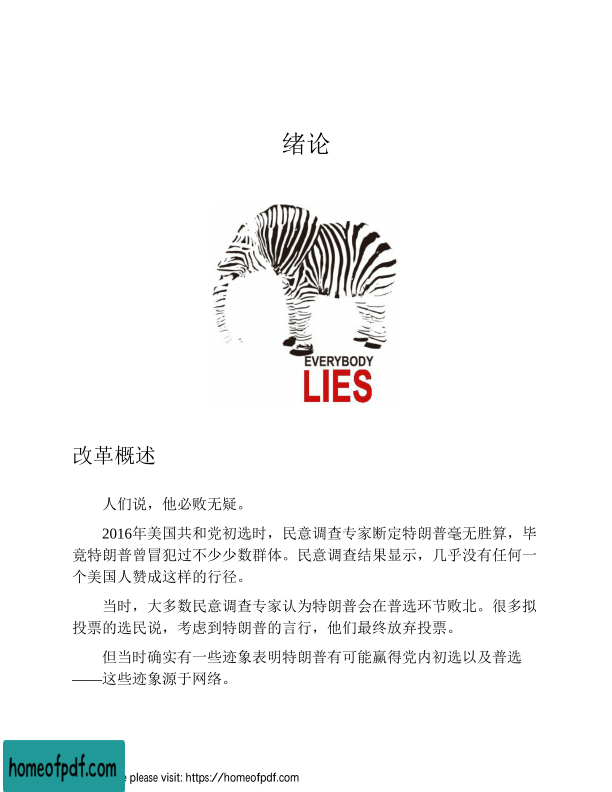 绪论
EVERYBODY
LIES
改革概述
人们说，他必败无疑。
2016年美国共和党初选时，民意调查专家断定特朗普毫无胜算，毕
竟特朗普曾冒犯过不少少数群体。民意调查结果显示，几乎没有任何一
个美国人赞成这样的行径。
当时，大多数民意调查专家认为特朗普会在普选环节败北。很多拟
投票的选民说，考虑到特朗普的言行，他们最终放弃投票。
但当时确实有一些迹象表明特朗普有可能赢得党内初选以及普选
——这些迹象源于网络。
homeofpdf.com
e please visit: https://homeofpdf.com